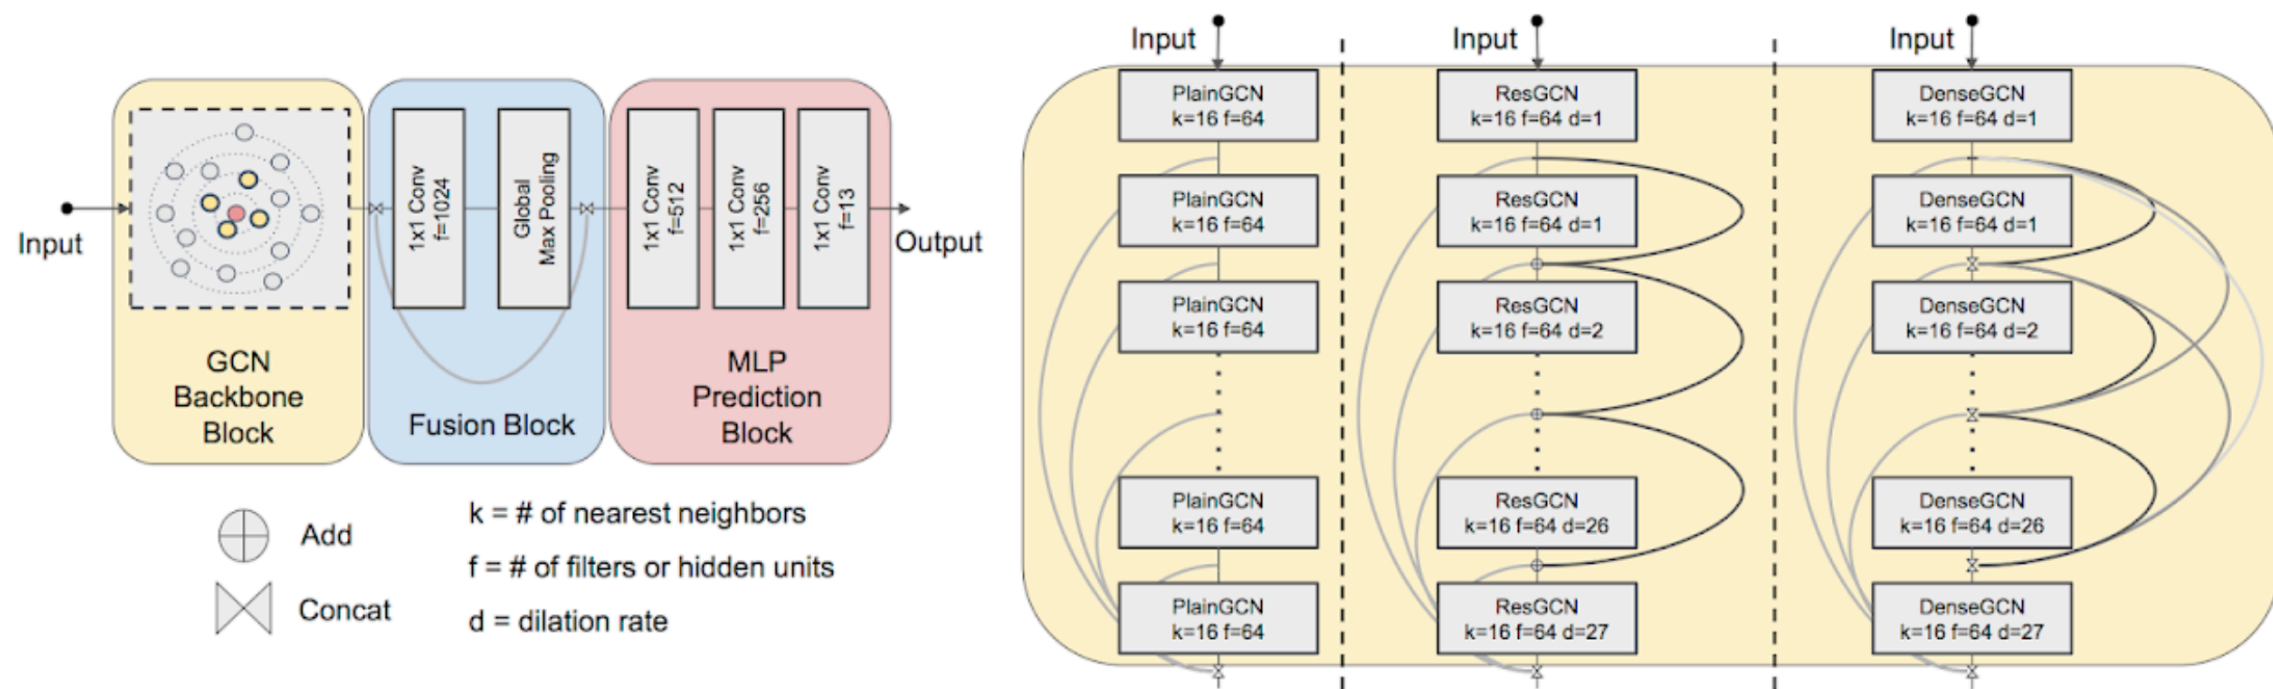 Input
1x1 Conv
f=1024
Global
Max Pooling
1x1 Conv
f=512
1x1 Conv
f=256
1x1 Conv
f=13
Output
GCN
Backbone
Block
Fusion Block
MLP
Prediction
Block
Add
Concat
k = # of nearest neighbors
f = # of filters or hidden units
d = dilation rate
Input
PlainGCN
k=16 f=64
PlainGCN
k=16 f=64
PlainGCN
k=16 f=64
PlainGCN
k=16 f=64
PlainGCN
k=16 f=64
Input
ResGCN
k=16 f=64 d=1
ResGCN
k=16 f=64 d=1
ResGCN
k=16 f=64 d=2
ResGCN
k=16 f=64 d=26
ResGCN
k=16 f=64 d=27
Input
DenseGCN
k=16 f=64 d=1
DenseGCN
k=16 f=64 d=1
DenseGCN
k=16 f=64 d=2
DenseGCN
k=16 f=64 d=26
DenseGCN
k=16 f=64 d=27